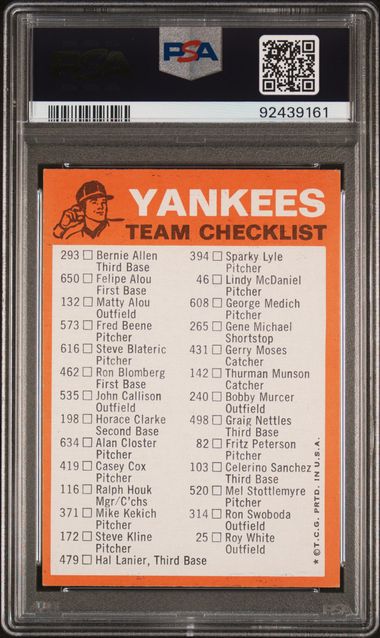 PSA
PSA
92439161
YANKEES
TEAM CHECKLIST
293 □ Bernie Allen
Third Base
650 □ Felipe Alou
First Base
132 □ Matty Alou
Outfield
573 □ Fred Beene
Pitcher
616 □ Steve Blateric
Pitcher
462 □ Ron Blomberg
First Base
535 □ John Callison
Outfield
198 □ Horace Clarke
Second Base
634 □ Alan Closter
Pitcher
419 □ Casey Cox
Pitcher
116 □ Ralph Houk
Mgr/C'chs
371 □ Mike Kekich
Pitcher
172 □ Steve Kline
Pitcher
479 □ Hal Lanier, Third Base
394 □ Sparky Lyle
Pitcher
46 □ Lindy McDaniel
Pitcher
608 □ George Medich
Pitcher
265 □ Gene Michael
Shortstop
431 □ Gerry Moses
Catcher
142 □ Thurman Munson
Catcher
240 □ Bobby Murcer
Outfield
498 □ Graig Nettles
Third Base
82 □ Fritz Peterson
Pitcher
103 □ Celerino Sanchez
Third Base
520 □ Mel Stottlemyre
Pitcher
314 □ Ron Swoboda
Outfield
25 □ Roy White
Outfield
* © T.C.G. PRTD. IN U.S.A.
PSA